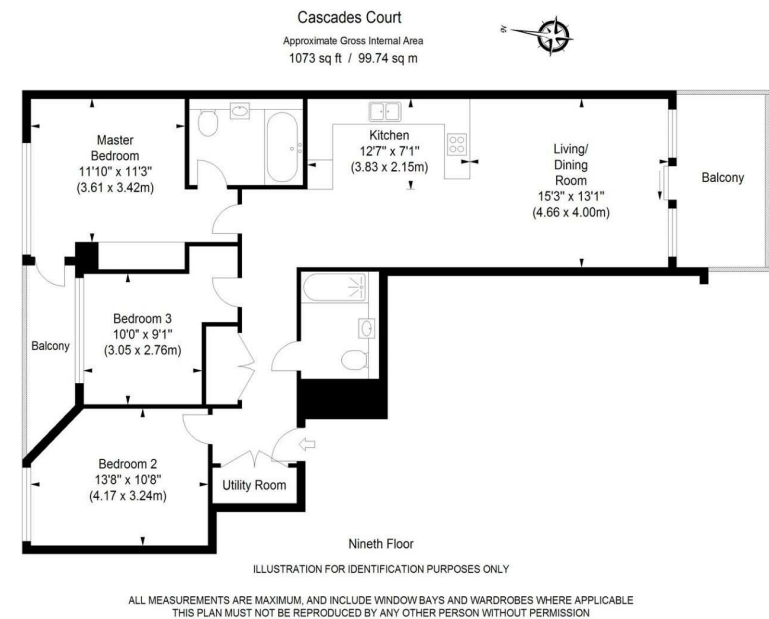 Cascades Court
Approximate Gross Internal Area
1073 sq ft / 99.74 sq m
Master
Bedroom
11'10" x 11'3"
(3.61 x 3.42m)
Kitchen
12'7" x 7'1"
(3.83 x 2.15m)
Living/
Dining
Room
15'3" x 13'1"
(4.66 x 4.00m)
Balcony
Bedroom 3
10'0" x 9'1"
(3.05 x 2.76m)
Balcony
Bedroom 2
13'8" x 10'8"
(4.17 x 3.24m)
Utility Room
Nineth Floor
ILLUSTRATION FOR IDENTIFICATION PURPOSES ONLY
ALL MEASUREMENTS ARE MAXIMUM, AND INCLUDE WINDOW BAYS AND WARDROBES WHERE APPLICABLE
THIS PLAN MUST NOT BE REPRODUCED BY ANY OTHER PERSON WITHOUT PERMISSION